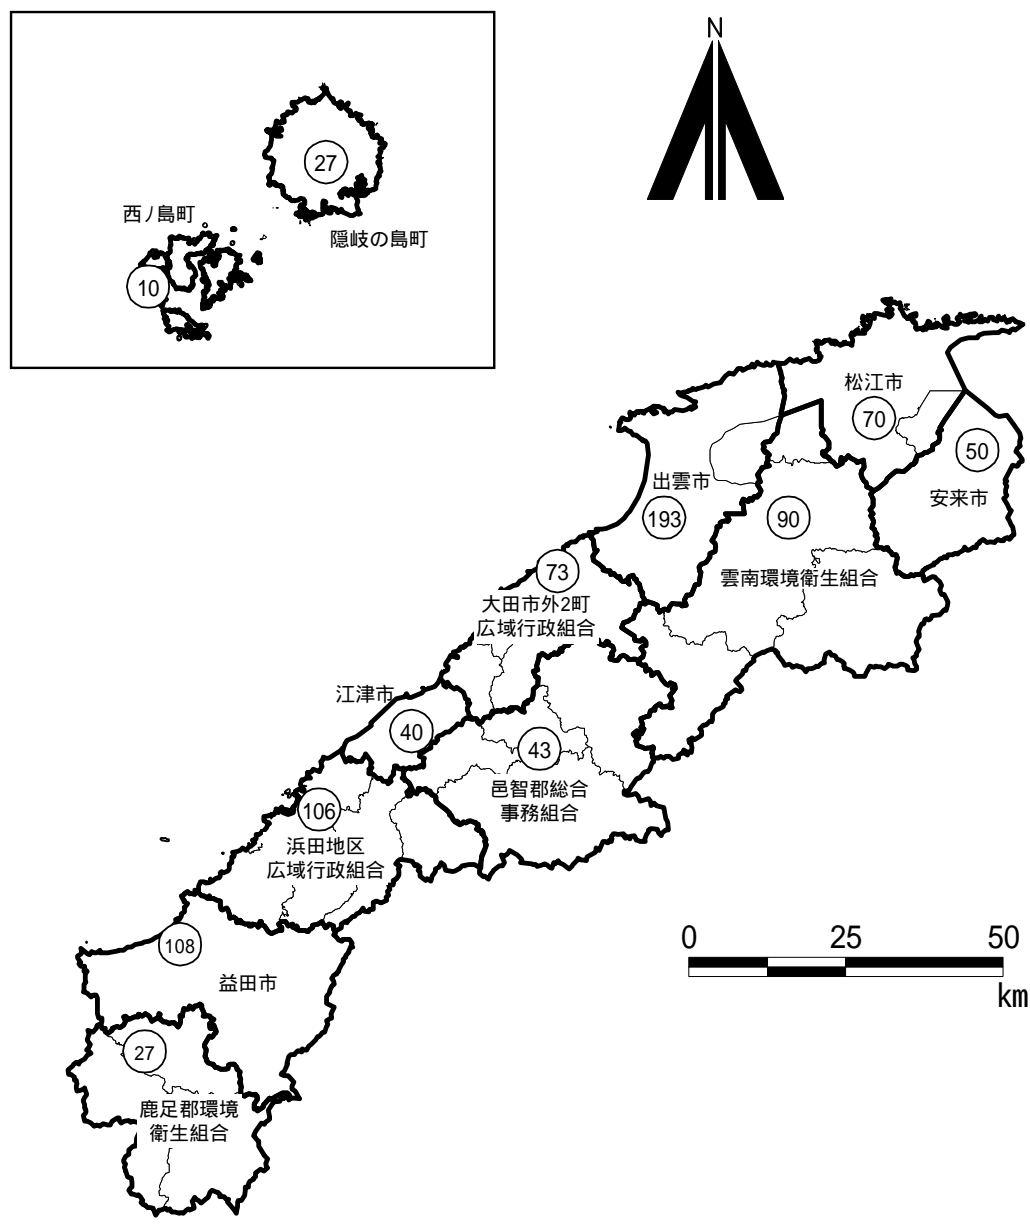 N
27
西ノ島町
隠岐の島町
10
松江市
70
50
出雲市
安来市
193
90
73
雲南環境衛生組合
大田市外2町
広域行政組合
江津市
40
43
邑智郡総合
事務組合
106
浜田地区
広域行政組合
108
益田市
0 25 50
km
27
鹿足郡環境
衛生組合